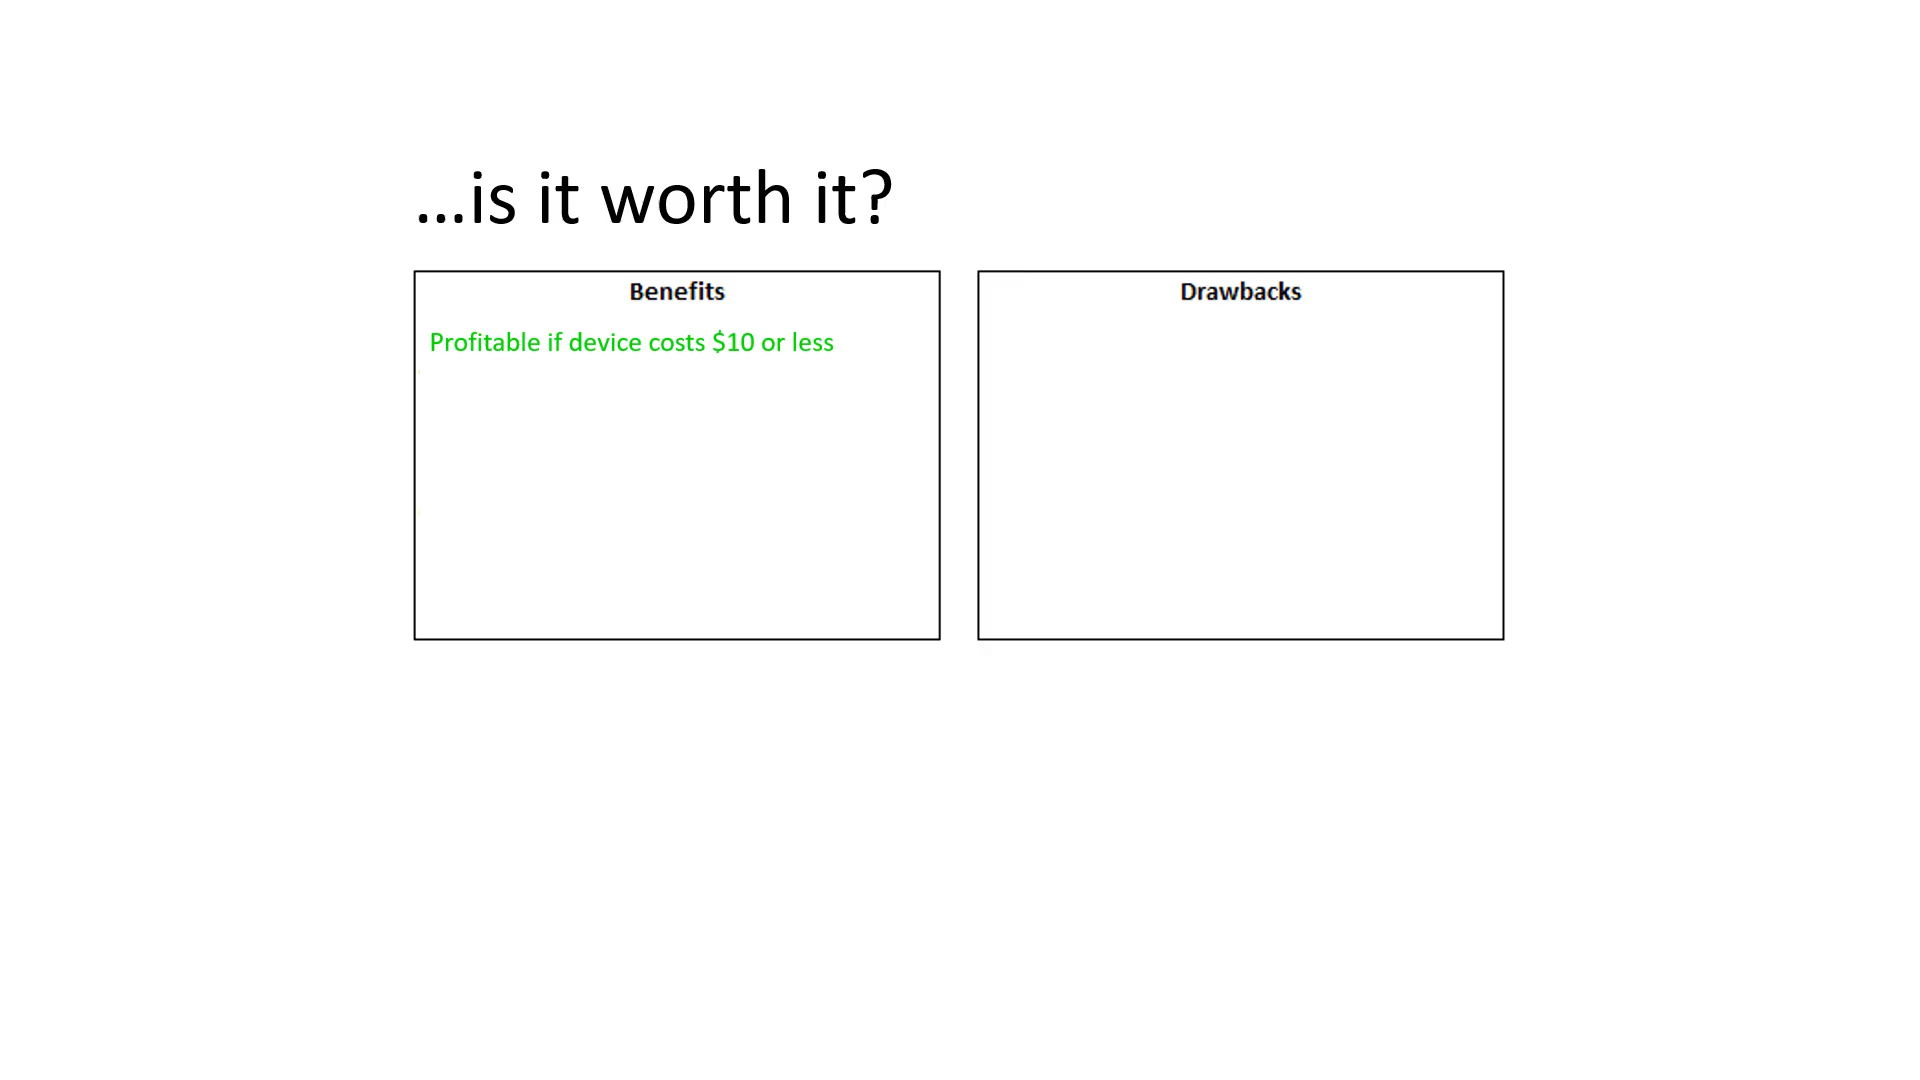 ...is it worth it?
Benefits
Profitable if device costs $10 or less
Drawbacks